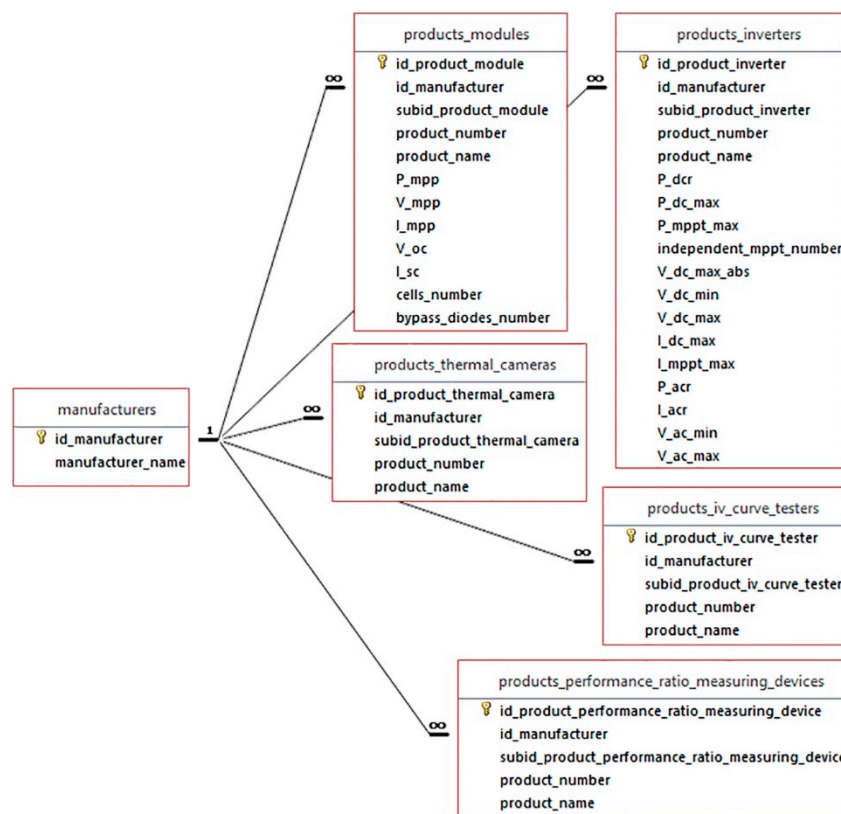 products_modules
id_product_module
id_manufacturer
subid_product_module
product_number
product_name
P_mpp
V_mpp
I_mpp
V_oc
I_sc
cells_number
bypass_diodes_number
products_inverters
id_product_inverter
id_manufacturer
subid_product_inverter
product_number
product_name
P_dcr
P_dc_max
P_mppt_max
independent_mppt_number
V_dc_max_abs
V_dc_min
V_dc_max
I_dc_max
I_mppt_max
P_acr
I_acr
V_ac_min
V_ac_max
products_thermal_cameras
id_product_thermal_camera
id_manufacturer
subid_product_thermal_camera
product_number
product_name
manufacturers
id_manufacturer
manufacturer_name
1
∞
∞
∞
∞
∞
products_iv_curve_testers
id_product_iv_curve_tester
id_manufacturer
subid_product_iv_curve_tester
product_number
product_name
products_performance_ratio_measuring_devices
id_product_performance_ratio_measuring_device
id_manufacturer
subid_product_performance_ratio_measuring_device
product_number
product_name